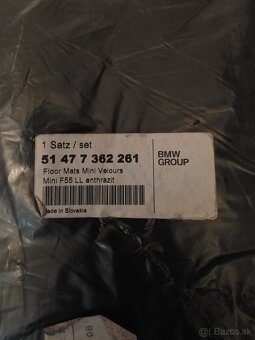 1 Satz / set
51 47 7 362 261
Floor Mats Mini Velours
Mini F55 LL anthrazit
Made in Slovakia
BMW
GROUP
08
Bazos.sk